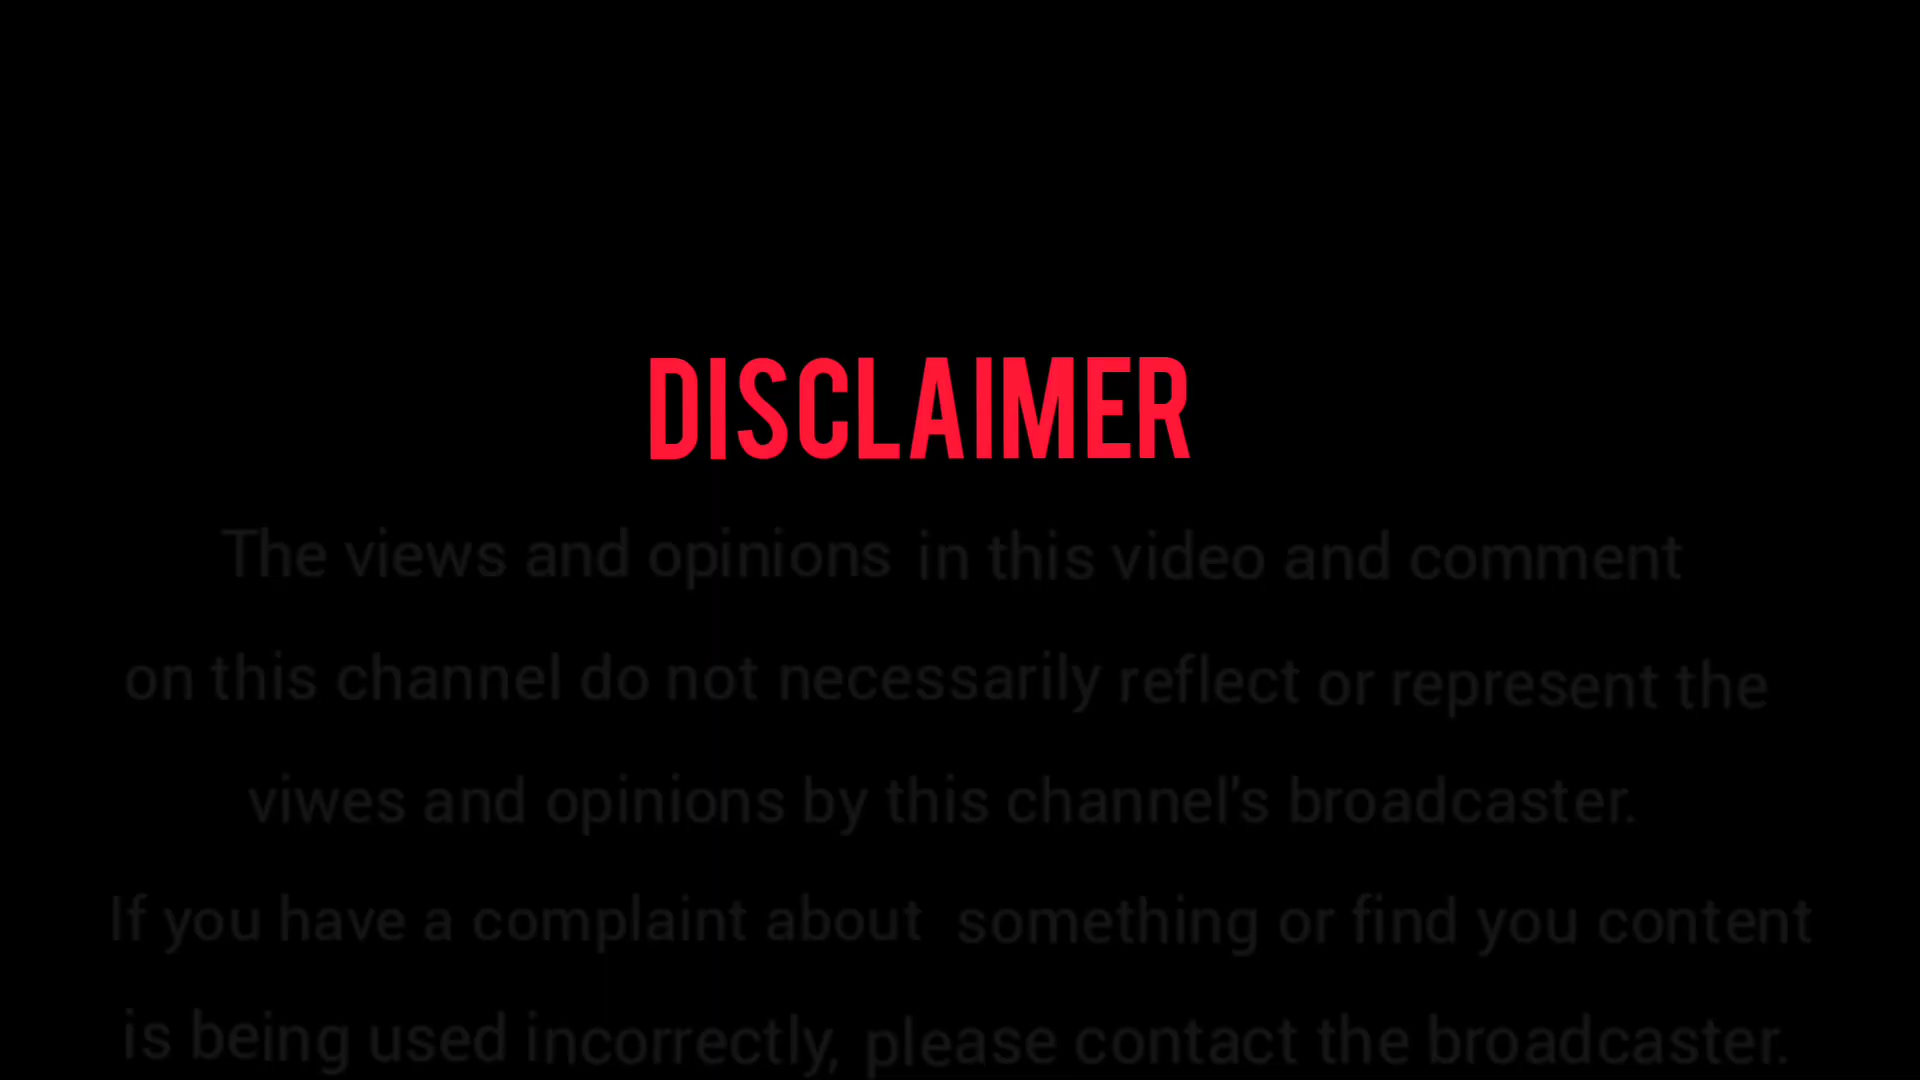 DISCLAIMER
The views and opinions in this video and comment
on this channel do not necessarily reflect or represent the
viwes and opinions by this channel's broadcaster.
If you have a complaint about something or find you content
is being used incorrectly, please contact the broadcaster.